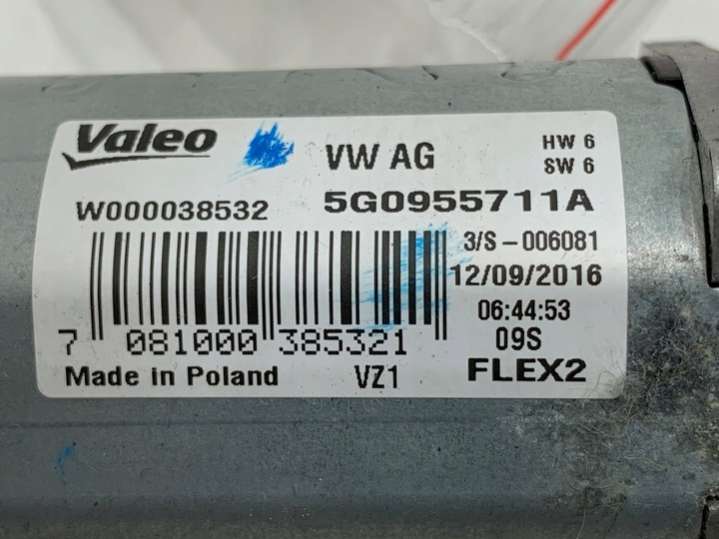 Valeo
VW AG
HW 6
SW 6
W000038532
5G0955711A
3/S-006081
12/09/2016
06:44:53
09S
7 081000 385321
Made in Poland
VZ1
FLEX2